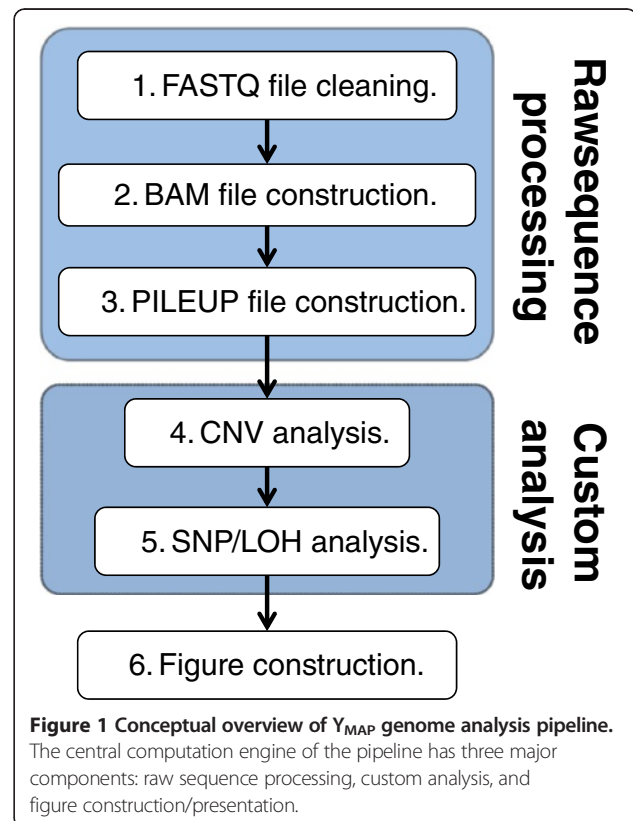 1. FASTQ file cleaning.
2. BAM file construction.
3. PILEUP file construction.
Rawsequence
processing
4. CNV analysis.
5. SNP/LOH analysis.
Custom
analysis
6. Figure construction.
Figure 1 Conceptual overview of YMAP genome analysis pipeline.
The central computation engine of the pipeline has three major
components: raw sequence processing, custom analysis, and
figure construction/presentation.